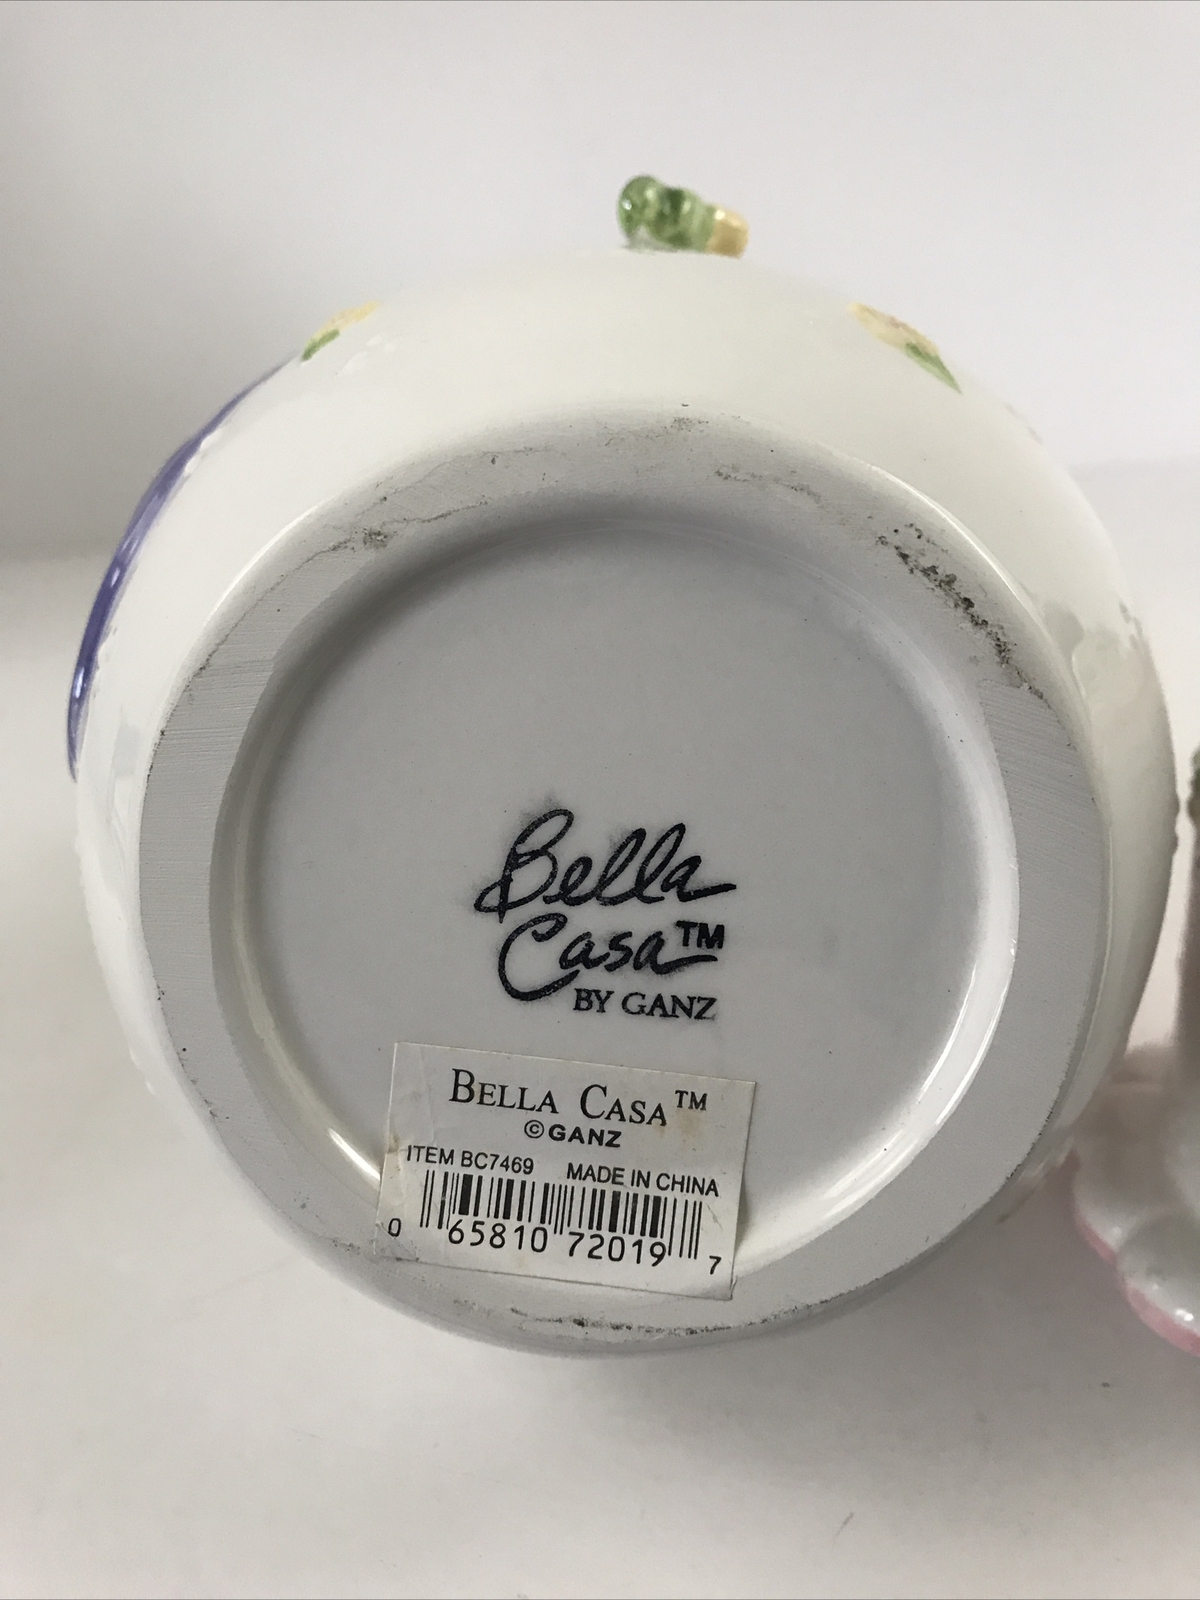 Bella
Casa™
BY GANZ
BELLA CASA™
©GANZ
ITEM BC7469 MADE IN CHINA
0 65810 72019 7